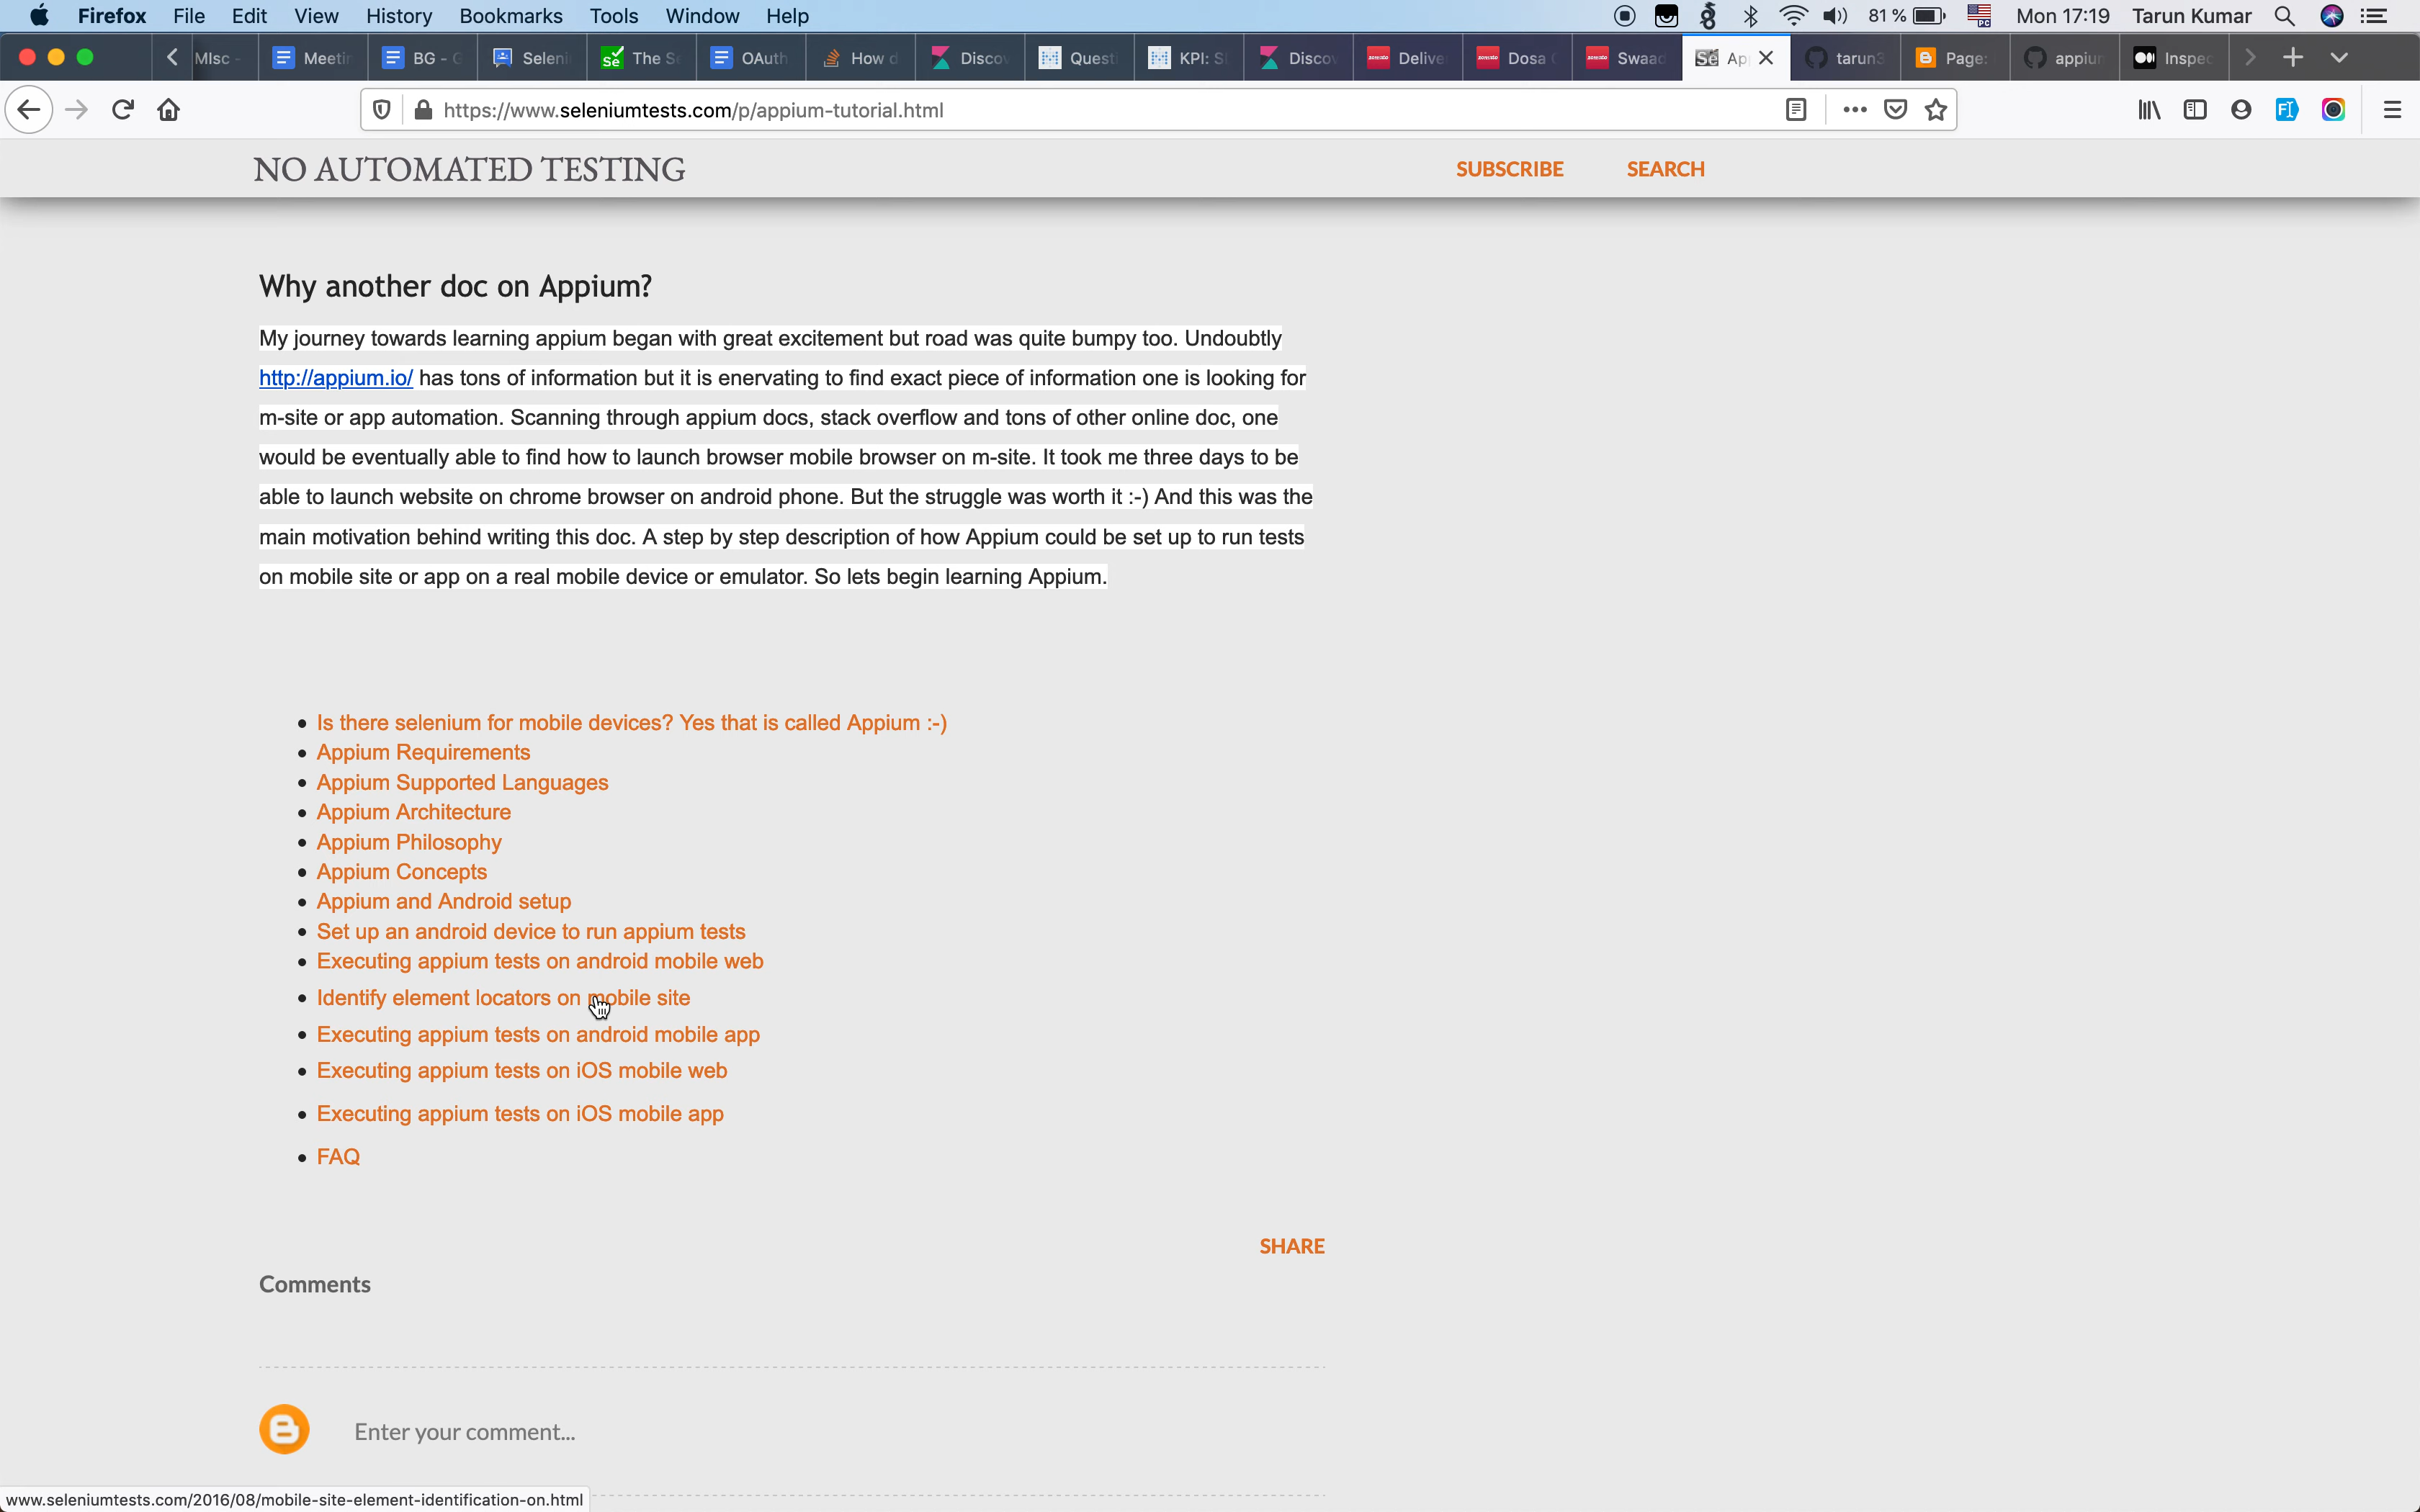 Firefox File Edit View History Bookmarks Tools Window Help 81 % Mon 17:19 Tarun Kumar
MIsc - Meetin BG - G Seleni The Se OAuth How d Discov Questi KPI: Sl Discov Deliver Dosa C Swaad Ap tarun3 Page: appium Inspec
https://www.seleniumtests.com/p/appium-tutorial.html
NO AUTOMATED TESTING SUBSCRIBE SEARCH
Why another doc on Appium?
My journey towards learning appium began with great excitement but road was quite bumpy too. Undoubtly
http://appium.io/ has tons of information but it is enervating to find exact piece of information one is looking for
m-site or app automation. Scanning through appium docs, stack overflow and tons of other online doc, one
would be eventually able to find how to launch browser mobile browser on m-site. It took me three days to be
able to launch website on chrome browser on android phone. But the struggle was worth it :-) And this was the
main motivation behind writing this doc. A step by step description of how Appium could be set up to run tests
on mobile site or app on a real mobile device or emulator. So lets begin learning Appium.
Is there selenium for mobile devices? Yes that is called Appium :-)
Appium Requirements
Appium Supported Languages
Appium Architecture
Appium Philosophy
Appium Concepts
Appium and Android setup
Set up an android device to run appium tests
Executing appium tests on android mobile web
Identify element locators on mobile site
Executing appium tests on android mobile app
Executing appium tests on iOS mobile web
Executing appium tests on iOS mobile app
FAQ
SHARE
Comments
Enter your comment...
www.seleniumtests.com/2016/08/mobile-site-element-identification-on.html